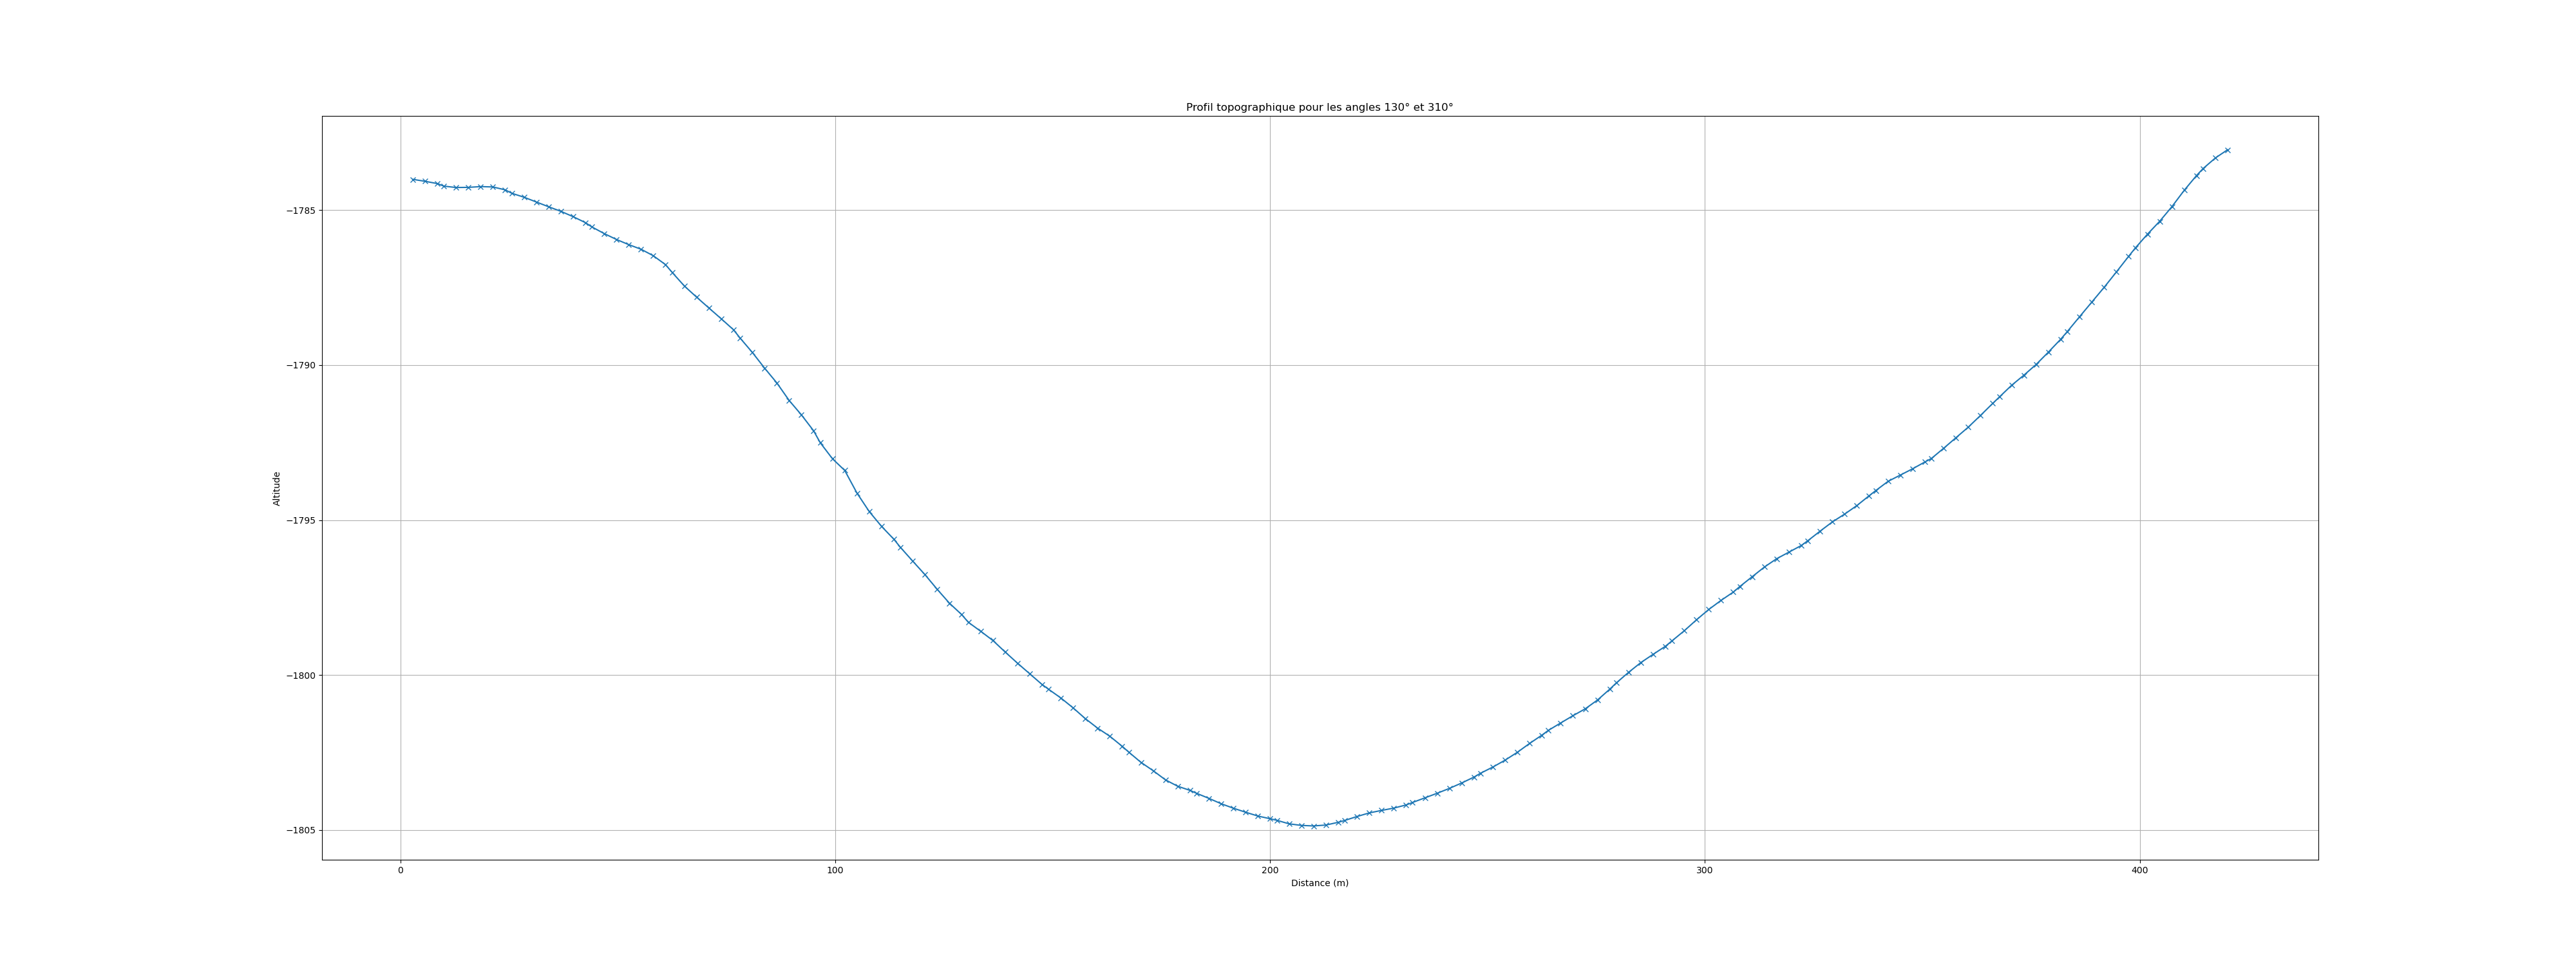 Profil topographique pour les angles 130° et 310°
Altitude
−1785
−1790
−1795
−1800
−1805
0 100 200 300 400
Distance (m)